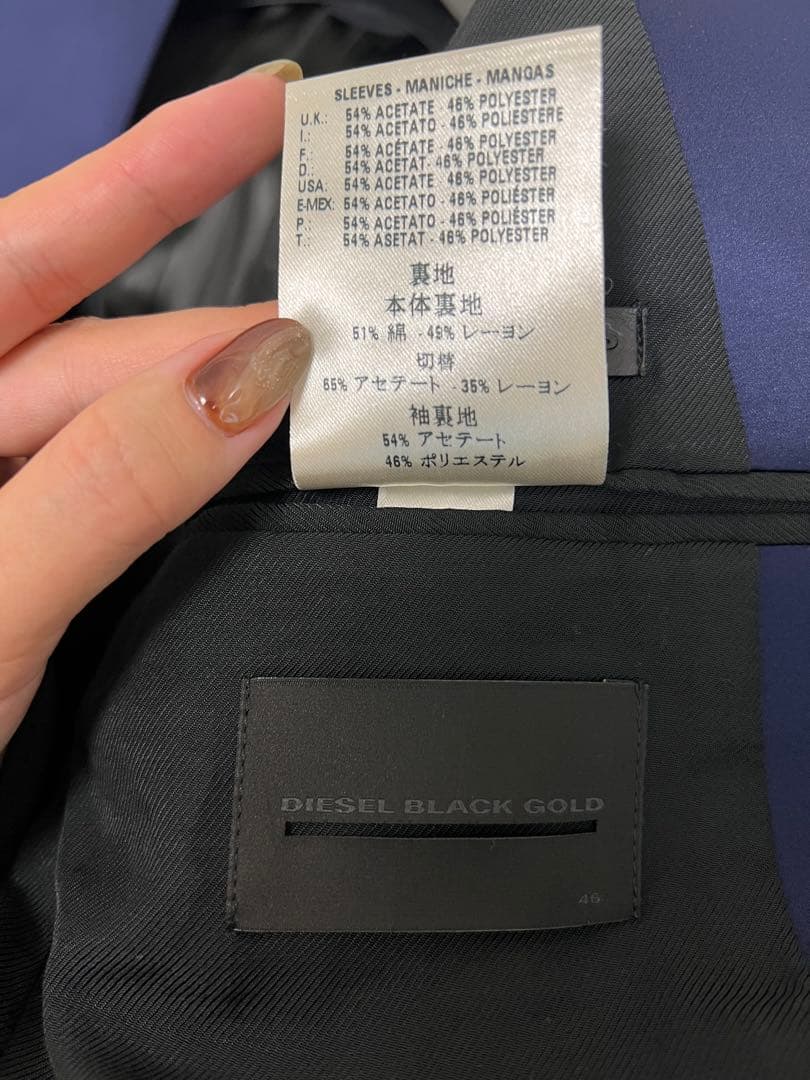 SLEEVES - MANICHE - MANGAS
U.K.: 54% ACETATE - 46% POLYESTER
I.: 54% ACETATO - 46% POLIESTERE
F.: 54% ACÉTATE - 46% POLYESTER
D.: 54% ACETAT - 46% POLYESTER
USA: 54% ACETATE 46% POLYESTER
E-MEX: 54% ACETATO - 46% POLIÉSTER
P.: 54% ACETATO - 46% POLIÉSTER
T.: 54% ASETAT - 46% POLYESTER
裏地
本体裏地
51% 綿 - 49% レーヨン
切替
65% アセテート - 35% レーヨン
袖裏地
54% アセテート
46% ポリエステル
DIESEL BLACK GOLD
46